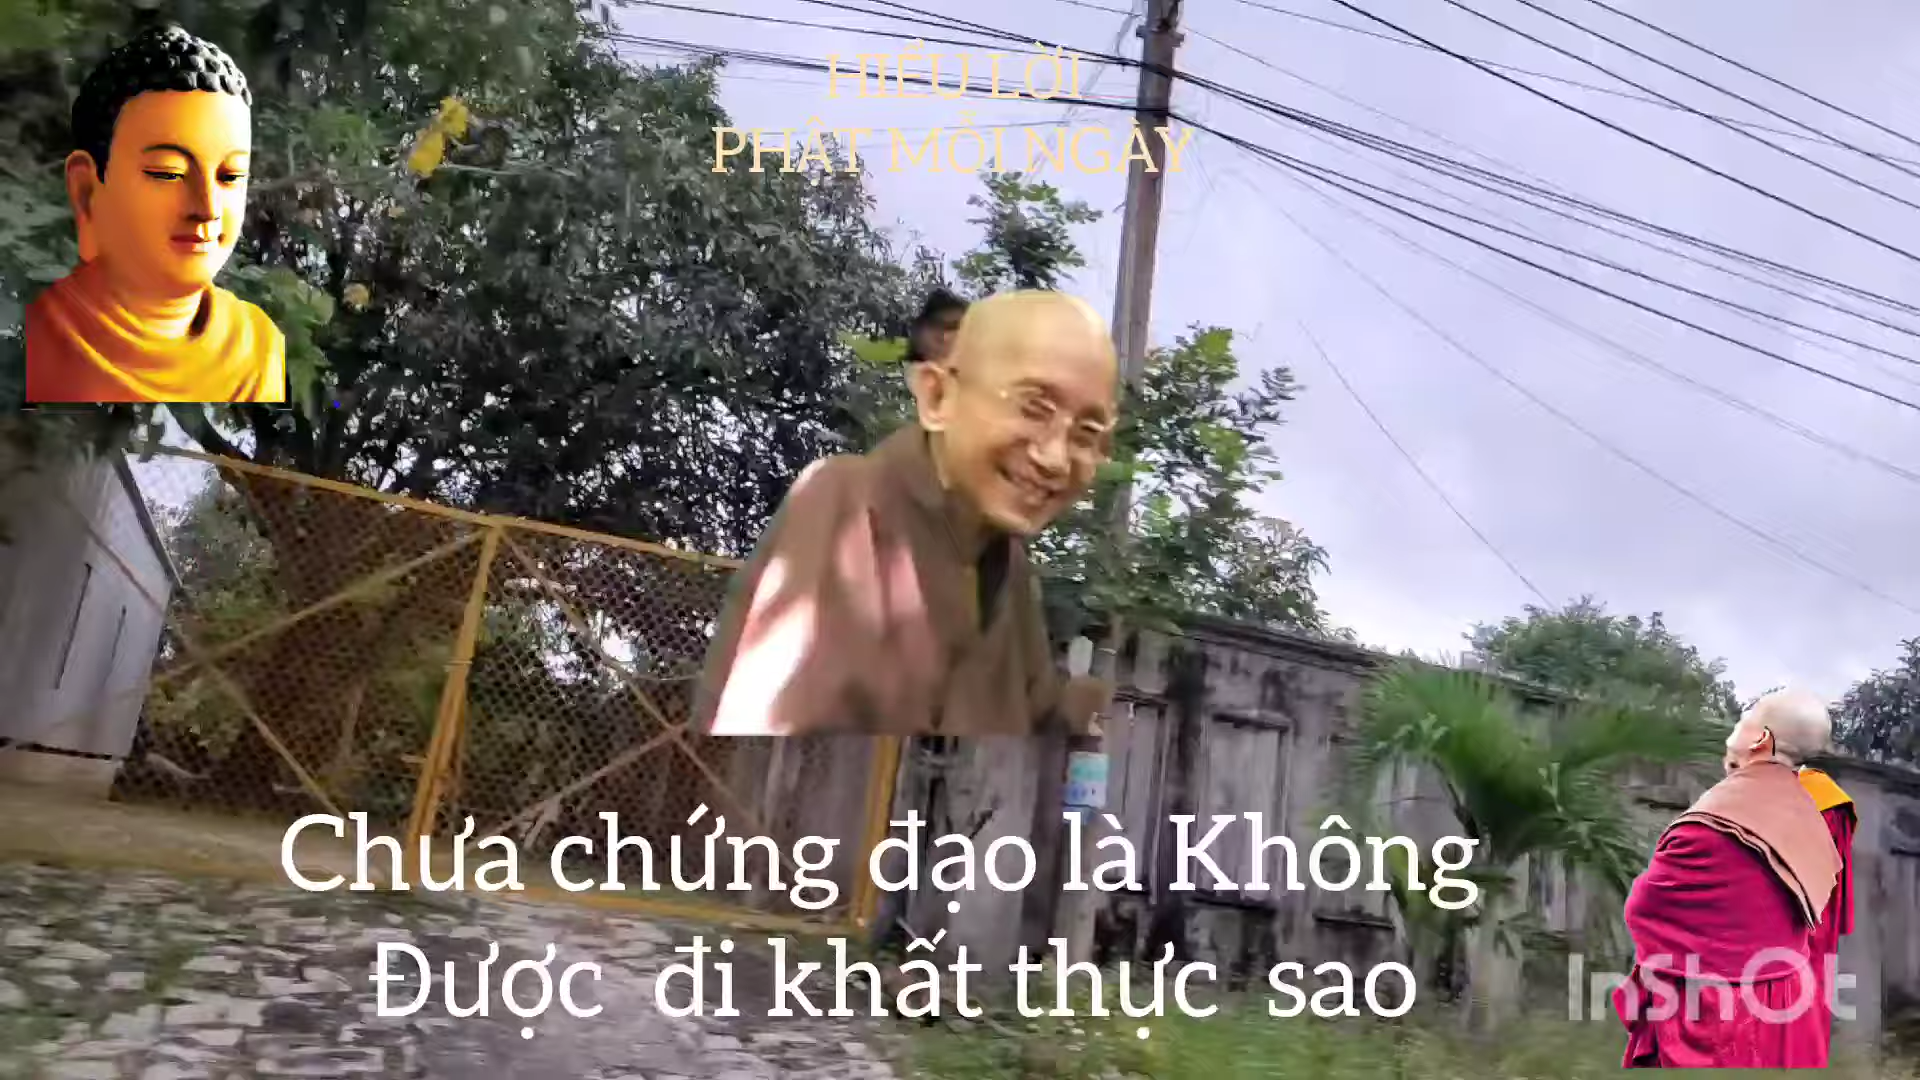 HIỂU LỜI
PHẬT MỖI NGÀY
Chưa chứng đạo là Không
Được đi khất thực sao
InShOt